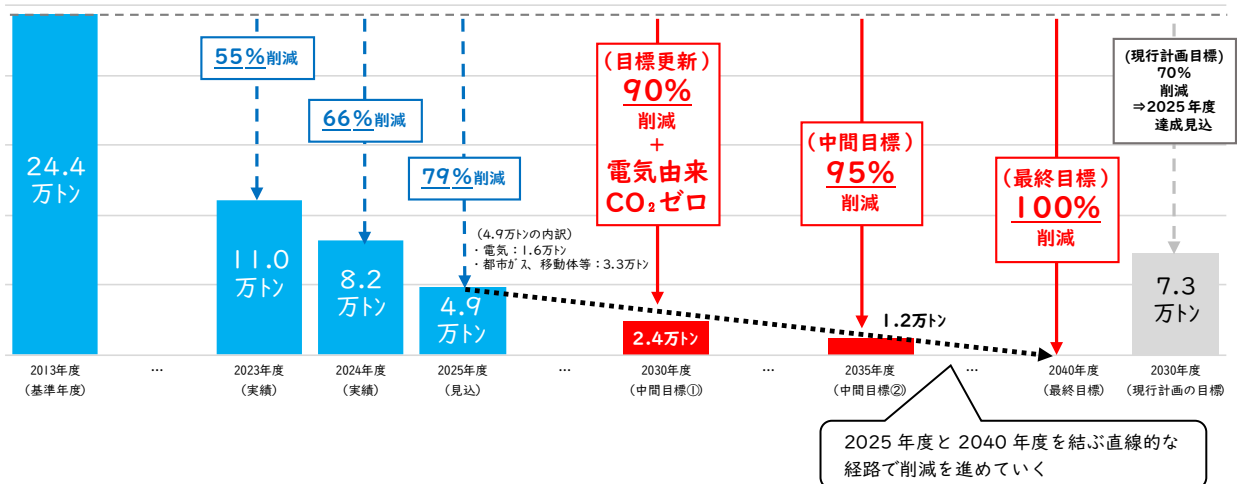 24.4
万トン
55%削減
11.0
万トン
66%削減
8.2
万トン
79%削減
(4.9万トンの内訳)
・電気:1.6万トン
・都市ガス、移動体等:3.3万トン
4.9
万トン
(目標更新)
90%
削減
+
電気由来
CO₂ゼロ
2.4万トン
(中間目標)
95%
削減
1.2万トン
(最終目標)
100%
削減
(現行計画目標)
70%
削減
⇒2025年度
達成見込
7.3
万トン
2013年度
(基準年度)
…
2023年度
(実績)
2024年度
(実績)
2025年度
(見込)
…
2030年度
(中間目標①)
…
2035年度
(中間目標②)
…
2040年度
(最終目標)
2030年度
(現行計画の目標)
2025年度と2040年度を結ぶ直線的な
経路で削減を進めていく